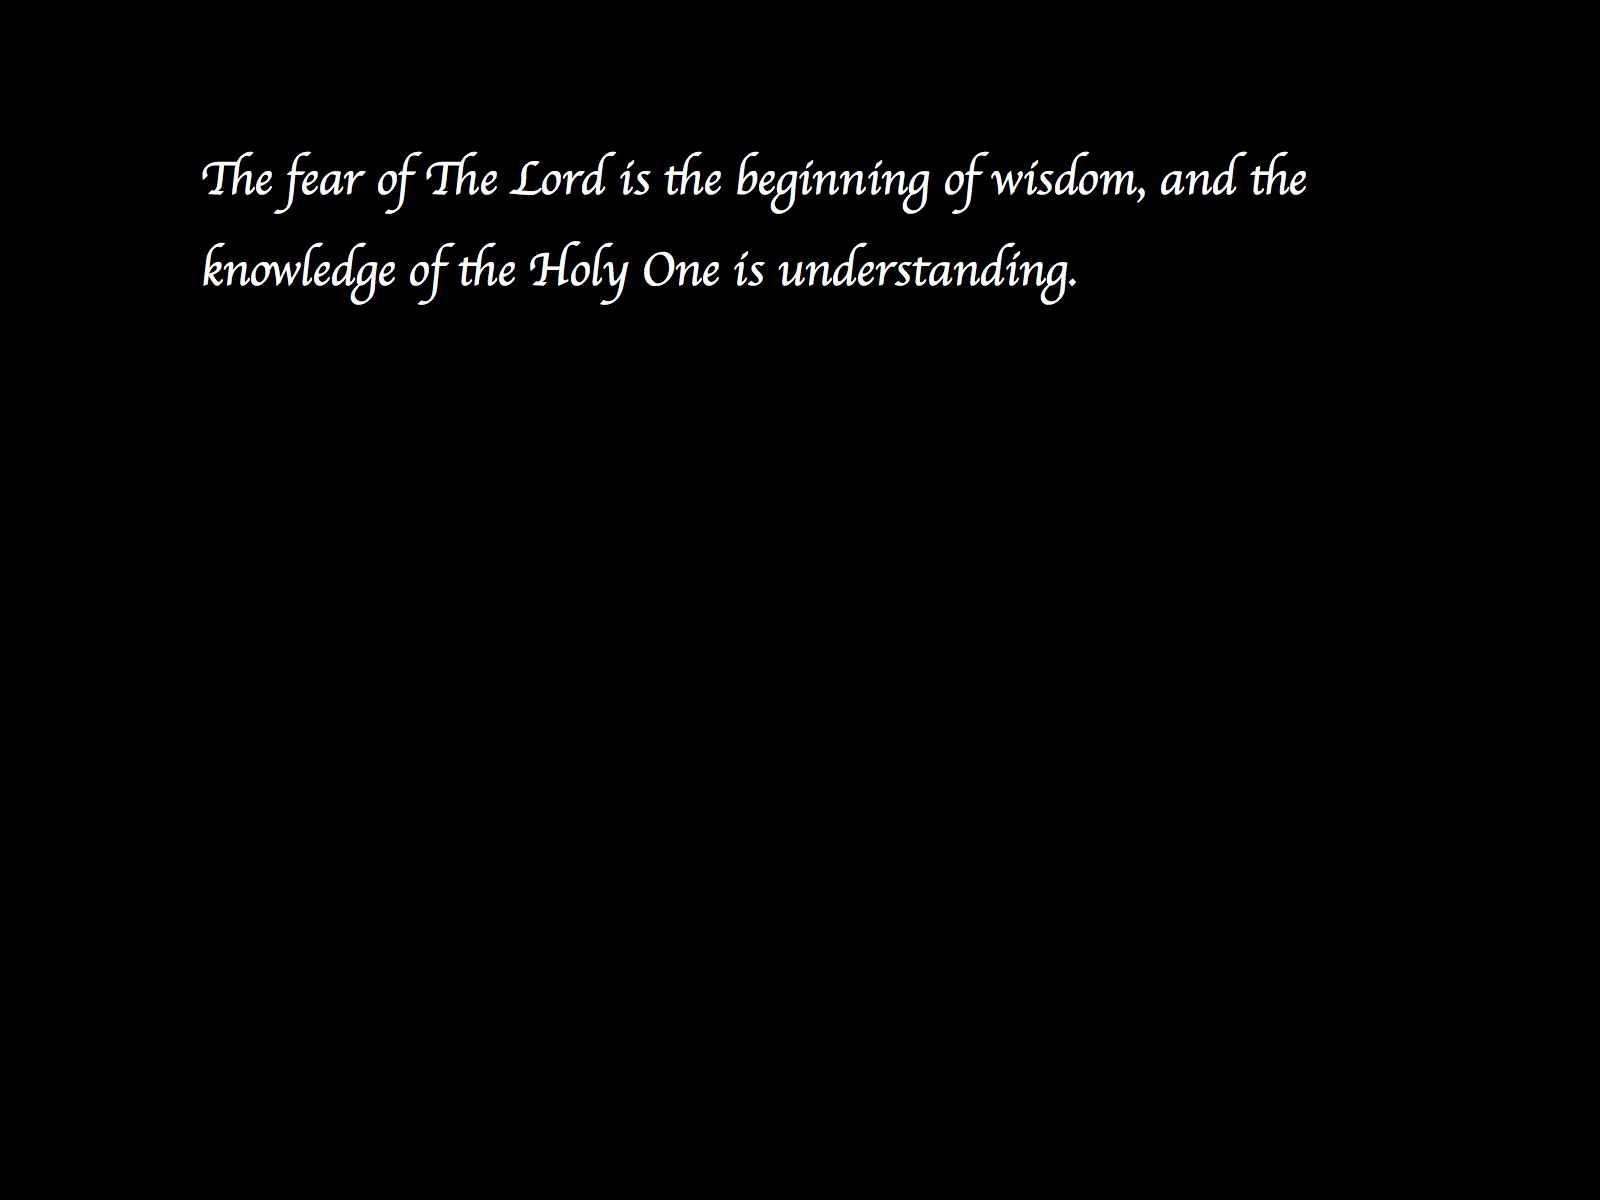 The fear of The Lord is the beginning of wisdom, and the
knowledge of the Holy One is understanding.